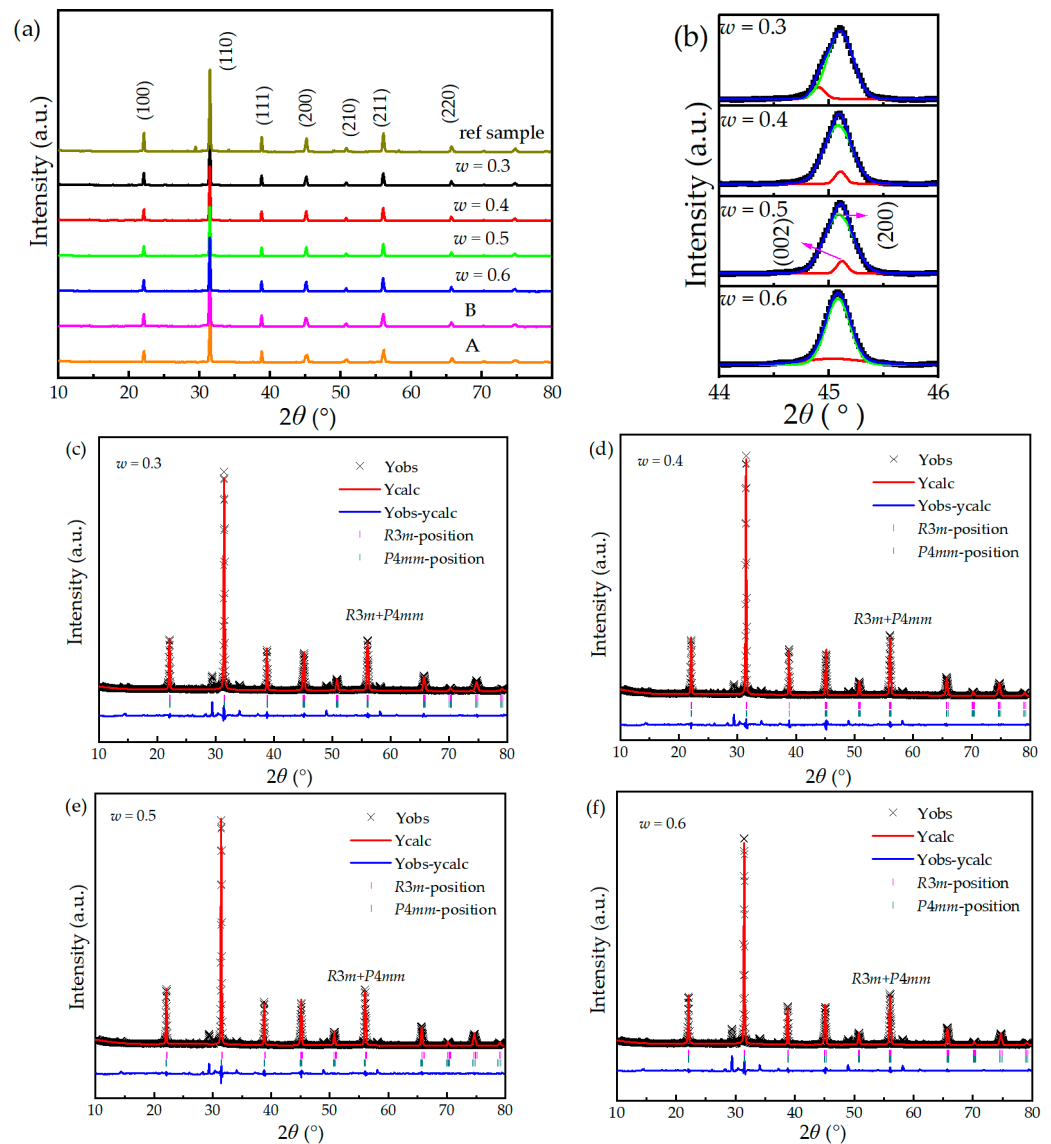 (a)
(100)
(110)
(111)
(200)
(210)
(211)
(220)
ref sample
w = 0.3
w = 0.4
w = 0.5
w = 0.6
B
A
Intensity (a.u.)
10 20 30 40 50 60 70 80
2θ (°)
(b)
w = 0.3
w = 0.4
w = 0.5
(002)
(200)
w = 0.6
Intensity (a.u.)
44 45 46
2θ ( ° )
(c)
w = 0.3
Yobs
Ycalc
Yobs-ycalc
R3m-position
P4mm-position
R3m+P4mm
Intensity (a.u.)
10 20 30 40 50 60 70 80
2θ (°)
(d)
w = 0.4
Yobs
Ycalc
Yobs-ycalc
R3m-position
P4mm-position
R3m+P4mm
Intensity (a.u.)
10 20 30 40 50 60 70 80
2θ (°)
(e)
w = 0.5
Yobs
Ycalc
Yobs-ycalc
R3m-position
P4mm-position
R3m+P4mm
Intensity (a.u.)
10 20 30 40 50 60 70 80
2θ (°)
(f)
w = 0.6
Yobs
Ycalc
Yobs-ycalc
R3m-position
P4mm-position
R3m+P4mm
Intensity (a.u.)
10 20 30 40 50 60 70 80
2θ (°)